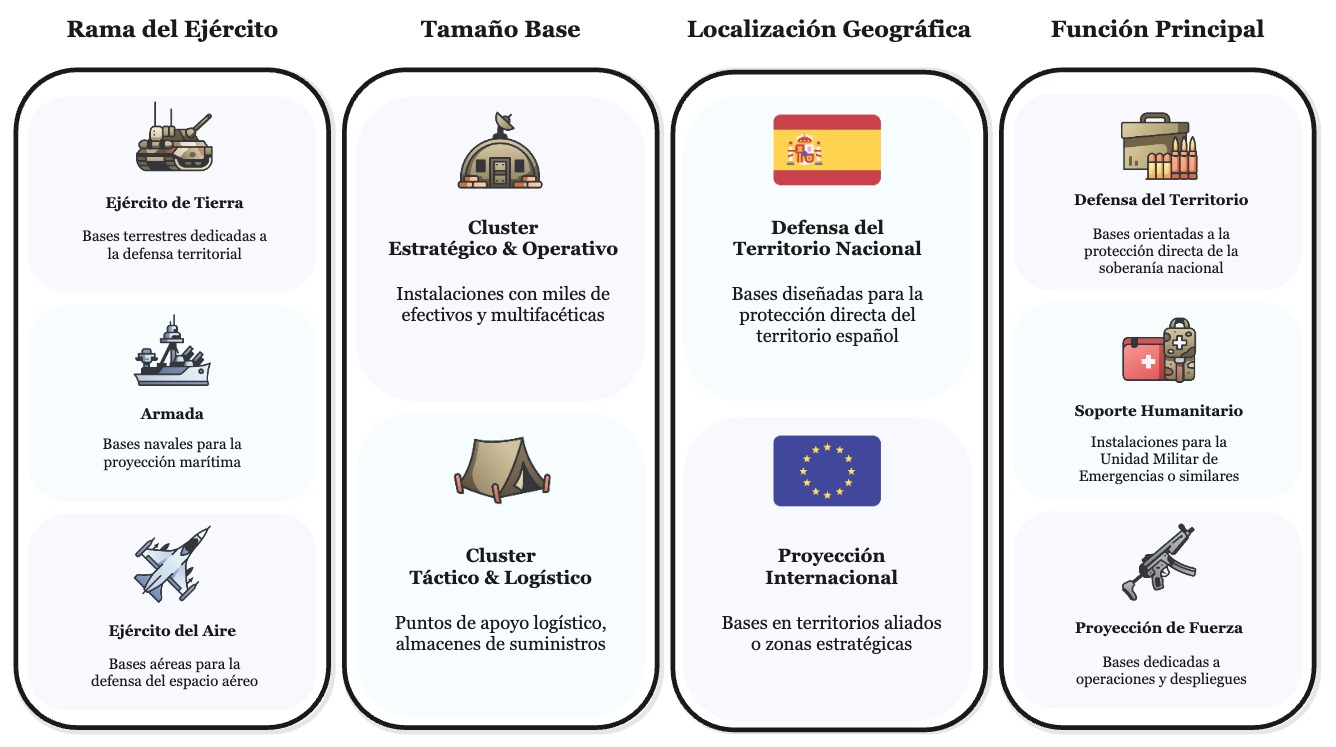 Rama del Ejército
Tamaño Base
Localización Geográfica
Función Principal
Ejército de Tierra
Bases terrestres dedicadas a
la defensa territorial
Armada
Bases navales para la
proyección marítima
Ejército del Aire
Bases aéreas para la
defensa del espacio aéreo
Cluster
Estratégico & Operativo
Instalaciones con miles de
efectivos y multifacéticas
Cluster
Táctico & Logístico
Puntos de apoyo logístico,
almacenes de suministros
Defensa del
Territorio Nacional
Bases diseñadas para la
protección directa del
territorio español
Proyección
Internacional
Bases en territorios aliados
o zonas estratégicas
Defensa del Territorio
Bases orientadas a la
protección directa de la
soberanía nacional
Soporte Humanitario
Instalaciones para la
Unidad Militar de
Emergencias o similares
Proyección de Fuerza
Bases dedicadas a
operaciones y despliegues